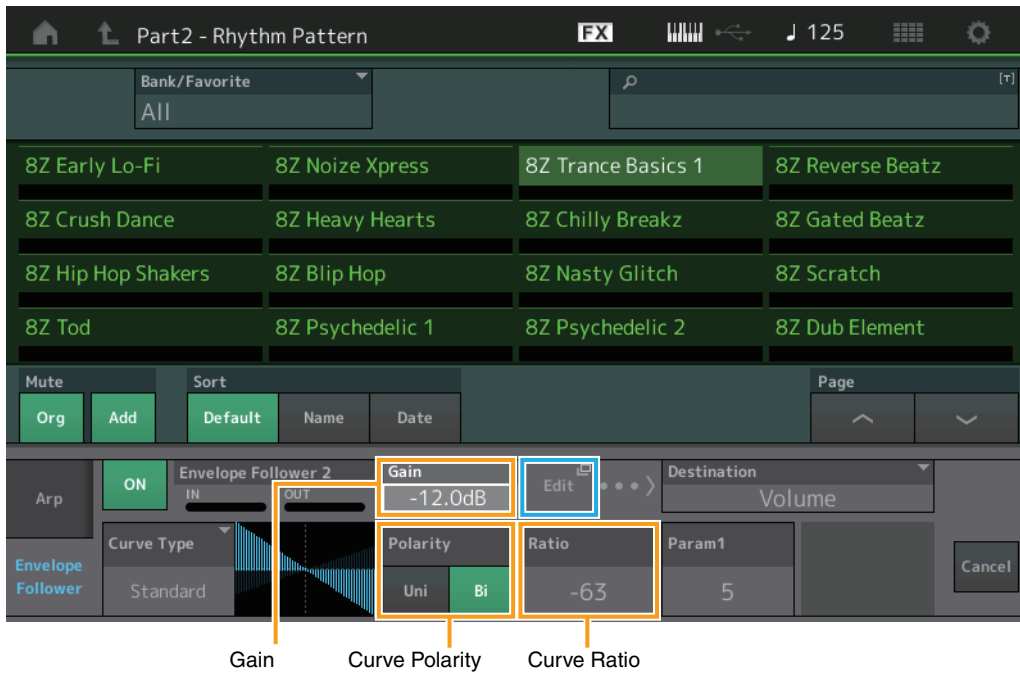 Part2 - Rhythm Pattern FX 125
Bank/Favorite
All
[T]
8Z Early Lo-Fi 8Z Noize Xpress 8Z Trance Basics 1 8Z Reverse Beatz
8Z Crush Dance 8Z Heavy Hearts 8Z Chilly Breakz 8Z Gated Beatz
8Z Hip Hop Shakers 8Z Blip Hop 8Z Nasty Glitch 8Z Scratch
8Z Tod 8Z Psychedelic 1 8Z Psychedelic 2 8Z Dub Element
Mute Sort Page
Org Add Default Name Date
Arp ON Envelope Follower 2 Gain Edit Destination
IN OUT -12.0dB Volume
Curve Type Polarity Ratio Param1
Envelope Follower Standard Uni Bi -63 5 Cancel
Gain Curve Polarity Curve Ratio